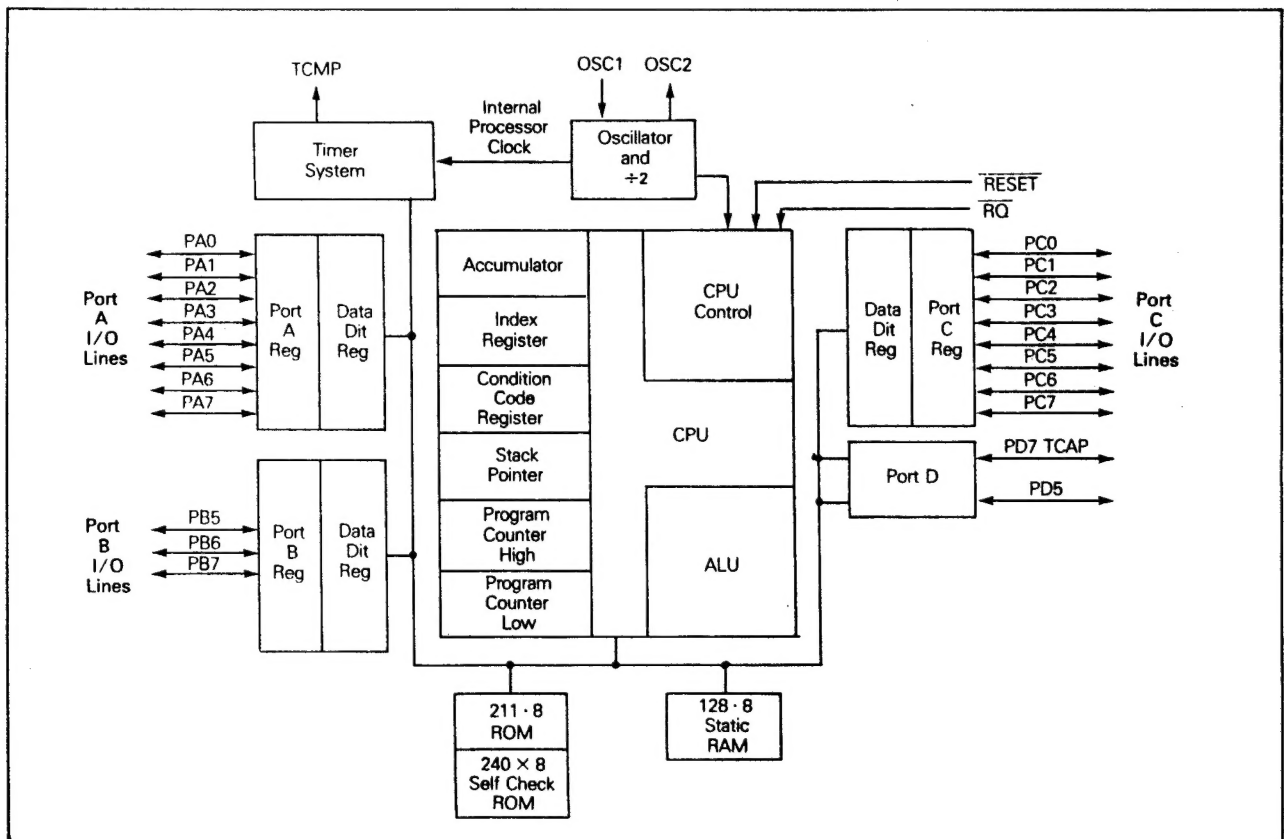 TCMP
OSC1 OSC2
Timer
System
Internal
Processor
Clock
Oscillator
and
÷2
RESET
RQ
Port
A
I/O
Lines
PA0
PA1
PA2
PA3
PA4
PA5
PA6
PA7
Port
A
Reg
Data
Dit
Reg
Port
B
I/O
Lines
PB5
PB6
PB7
Port
B
Reg
Data
Dit
Reg
Accumulator
Index
Register
Condition
Code
Register
Stack
Pointer
Program
Counter
High
Program
Counter
Low
CPU
Control
CPU
ALU
Data
Dit
Reg
Port
C
Reg
PC0
PC1
PC2
PC3
PC4
PC5
PC6
PC7
Port
C
I/O
Lines
Port D
PD7 TCAP
PD5
211 · 8
ROM
240 × 8
Self Check
ROM
128 · 8
Static
RAM